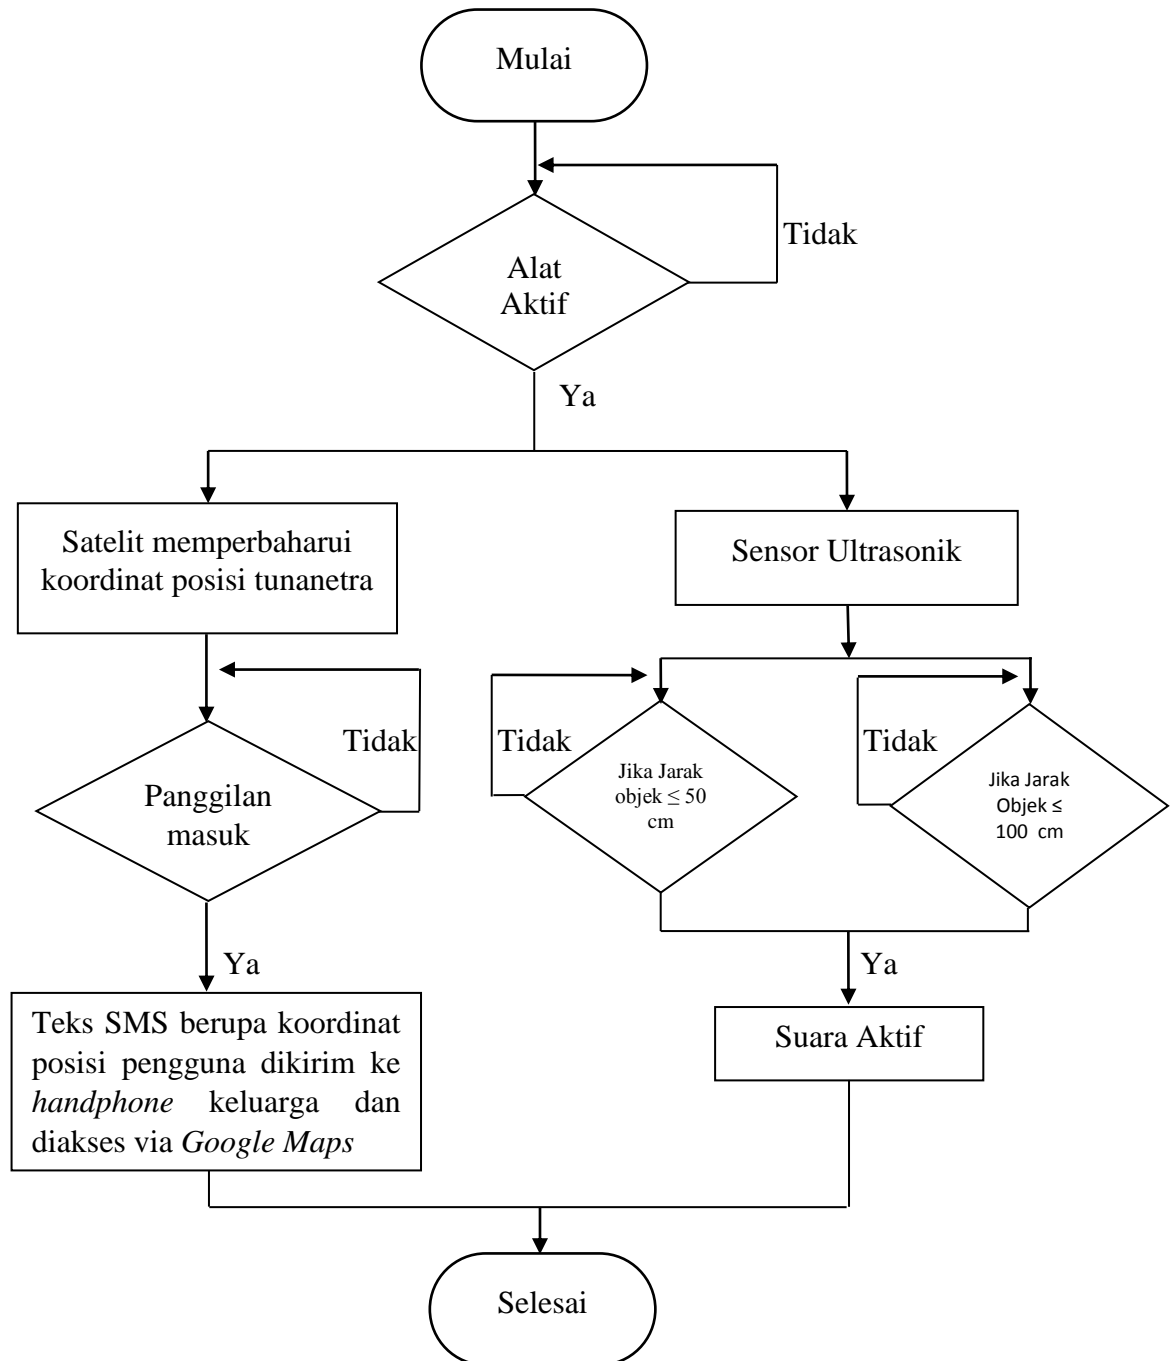 Mulai
Tidak
Alat
Aktif
Ya
Satelit memperbaharui
koordinat posisi tunanetra
Sensor Ultrasonik
Tidak
Panggilan
masuk
Tidak
Jika Jarak
objek ≤ 50
cm
Tidak
Jika Jarak
Objek ≤
100 cm
Ya
Ya
Teks SMS berupa koordinat
posisi pengguna dikirim ke
handphone keluarga dan
diakses via Google Maps
Suara Aktif
Selesai